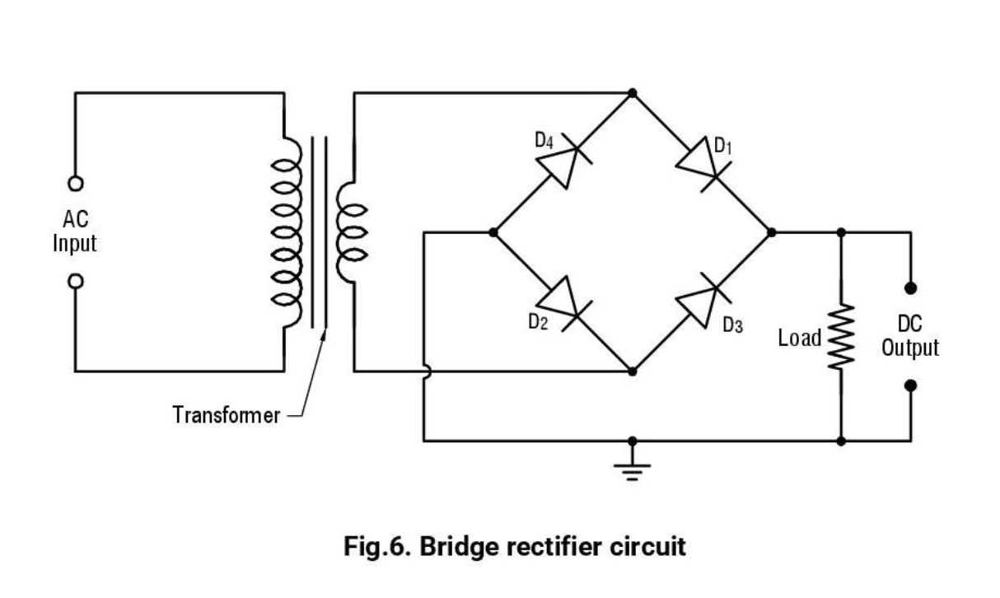 D4
D1
AC
Input
D2
D3
Load
DC
Output
Transformer
Fig.6. Bridge rectifier circuit